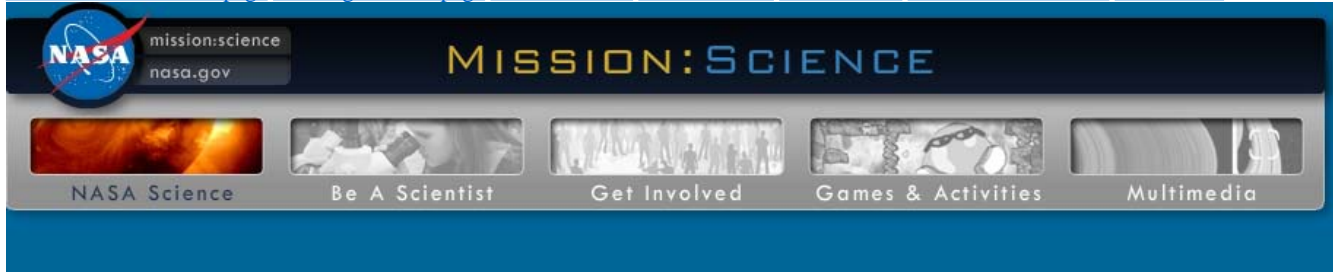 NASA
mission:science
nasa.gov
MISSION:SCIENCE
NASA Science
Be A Scientist
Get Involved
Games & Activities
Multimedia